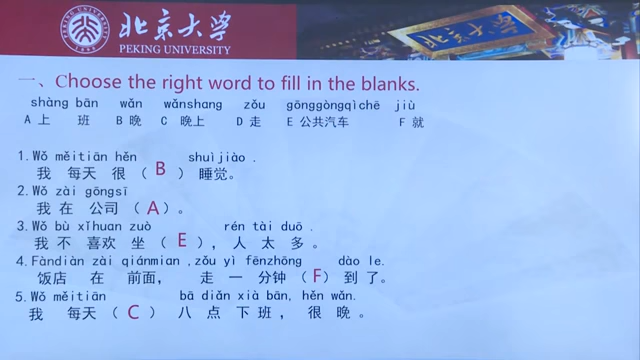 北京大学
PEKING UNIVERSITY
北京大学
一、Choose the right word to fill in the blanks.
shàng bān wǎn wǎnshang zǒu gōnggòngqìchē jiù
A 上 班 B 晚 C 晚上 D 走 E 公共汽车 F 就
1.Wǒ měitiān hěn shuìjiào .
我 每天 很 ( B ) 睡觉。
2.Wǒ zài gōngsī
我 在 公司 ( A )。
3.Wǒ bù xǐhuan zuò rén tài duō .
我 不 喜欢 坐 ( E ), 人 太 多 。
4.Fàndiàn zài qiánmian ,zǒu yì fēnzhōng dào le.
饭店 在 前面, 走 一 分钟 ( F ) 到 了。
5.Wǒ měitiān bā diǎn xià bān, hěn wǎn.
我 每天 ( C ) 八 点 下 班 , 很 晚 。